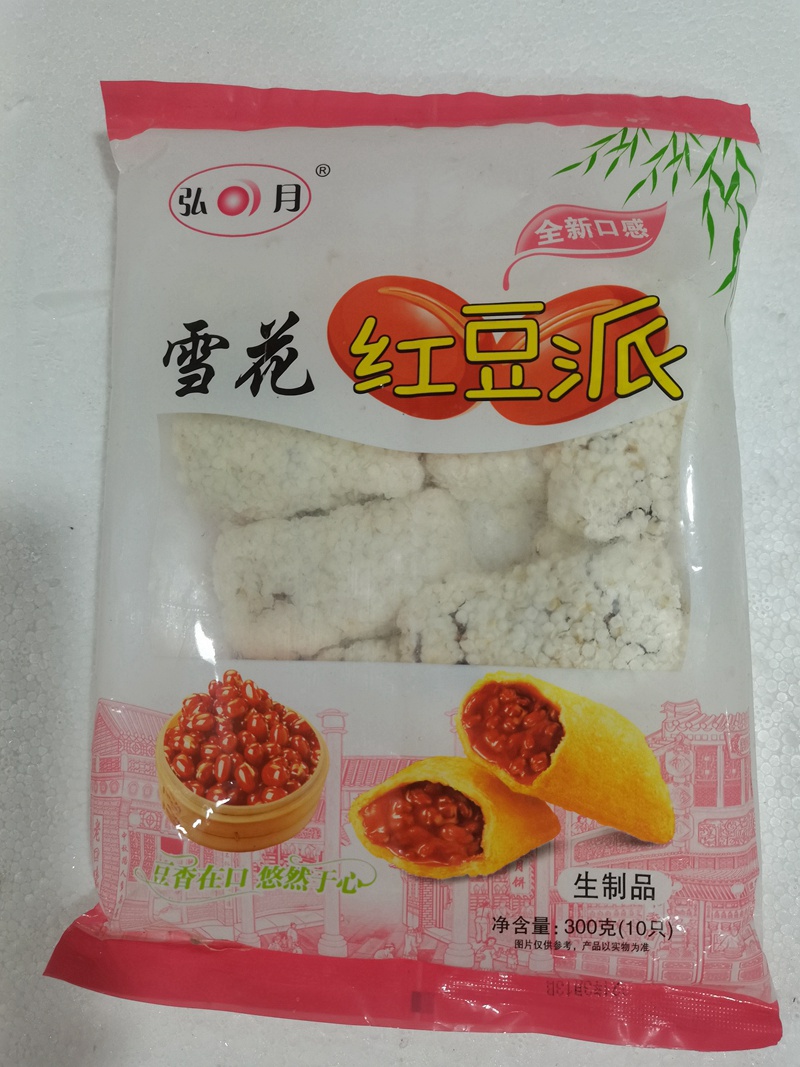 弘月®
全新口感
雪花
红豆派
豆香在口 悠然于心
生制品
净含量：300克(10只)
图片仅供参考，产品以实物为准